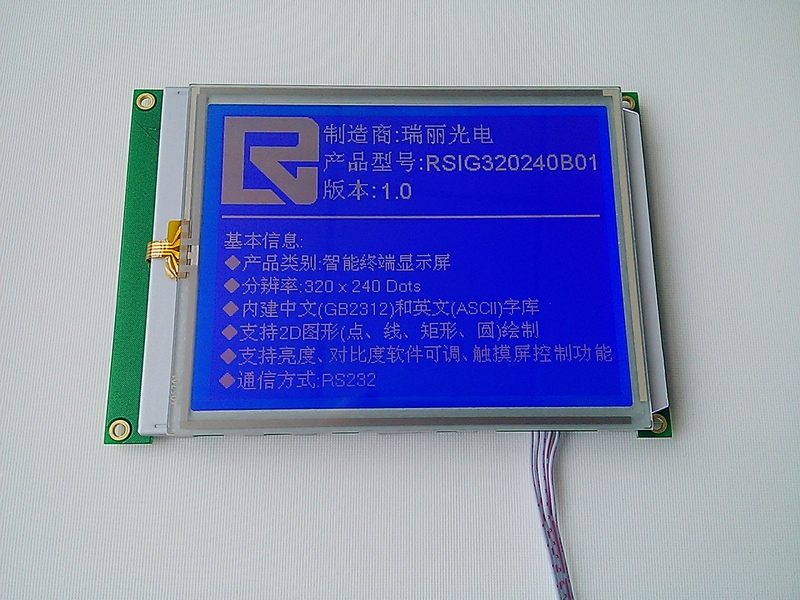 制造商:瑞丽光电
产品型号:RSIG320240B01
版本:1.0
基本信息:
◆产品类别:智能终端显示屏
◆分辨率:320 x 240 Dots
◆内建中文(GB2312)和英文(ASCII)字库
◆支持2D图形(点、线、矩形、圆)绘制
◆支持亮度、对比度软件可调、触摸屏控制功能
◆通信方式:RS232